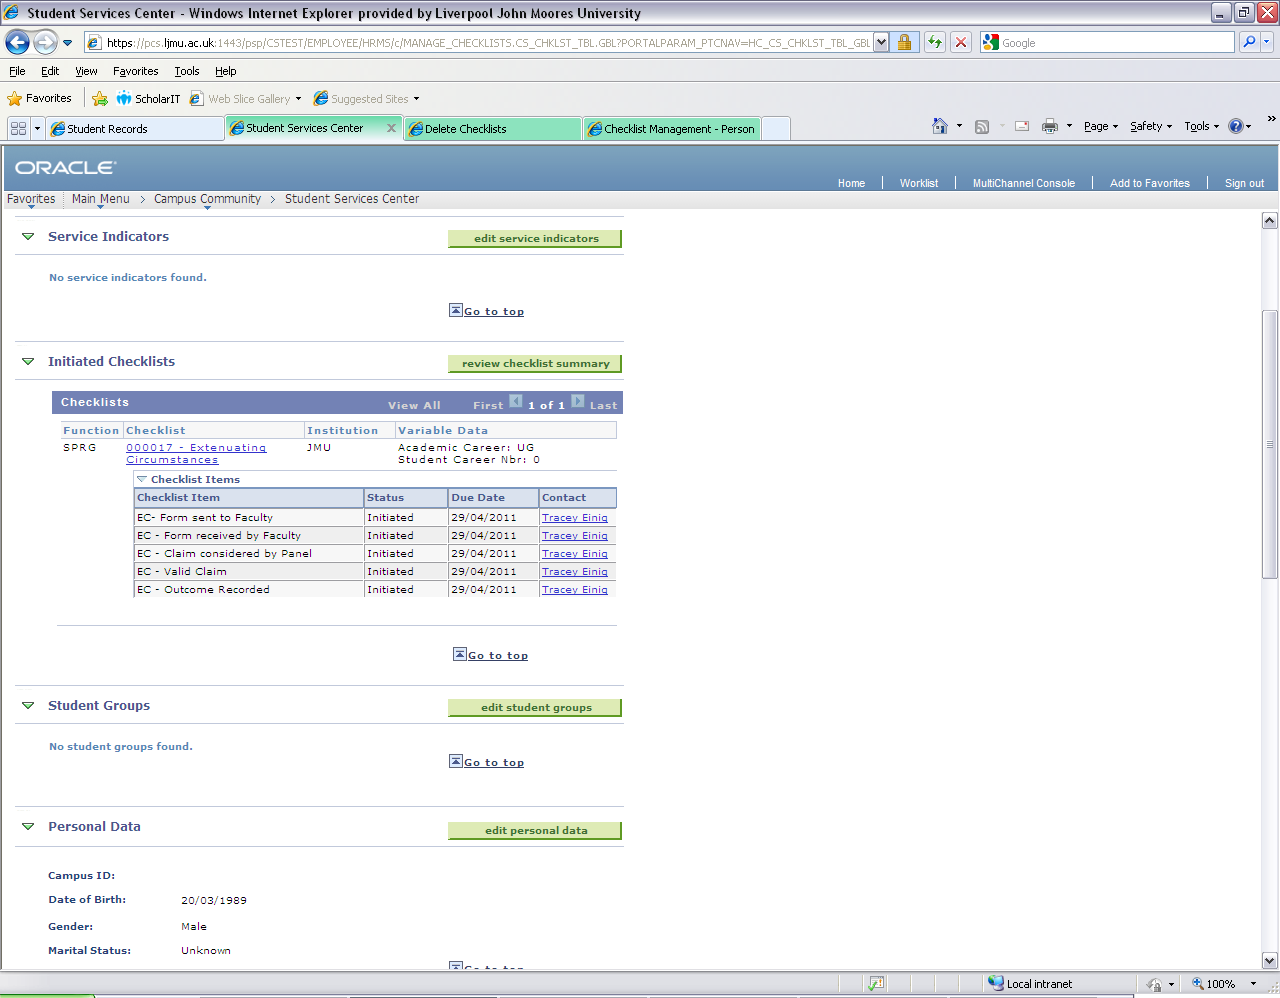 Student Services Center - Windows Internet Explorer provided by Liverpool John Moores University
https://pcs.ljmu.ac.uk:1443/psp/CSTEST/EMPLOYEE/HRMS/c/MANAGE_CHECKLISTS.CS_CHKLST_TBL.GBL?PORTALPARAM_PTCNAV=HC_CS_CHKLST_TBL_GBL
Google
File Edit View Favorites Tools Help
Favorites ScholarIT Web Slice Gallery Suggested Sites
Student Records Student Services Center Delete Checklists Checklist Management - Person Page Safety Tools
ORACLE
Home Worklist MultiChannel Console Add to Favorites Sign out
Favorites Main Menu > Campus Community > Student Services Center
Service Indicators
edit service indicators
No service indicators found.
Go to top
Initiated Checklists
review checklist summary
Checklists View All First 1 of 1 Last
Function Checklist Institution Variable Data
SPRG 000017 - Extenuating JMU Academic Career: UG
Circumstances Student Career Nbr: 0
Checklist Items
Checklist Item Status Due Date Contact
EC- Form sent to Faculty Initiated 29/04/2011 Tracey Einig
EC - Form received by Faculty Initiated 29/04/2011 Tracey Einig
EC - Claim considered by Panel Initiated 29/04/2011 Tracey Einig
EC - Valid Claim Initiated 29/04/2011 Tracey Einig
EC - Outcome Recorded Initiated 29/04/2011 Tracey Einig
Go to top
Student Groups
edit student groups
No student groups found.
Go to top
Personal Data
edit personal data
Campus ID:
Date of Birth: 20/03/1989
Gender: Male
Marital Status: Unknown
Go to top
Local intranet 100%